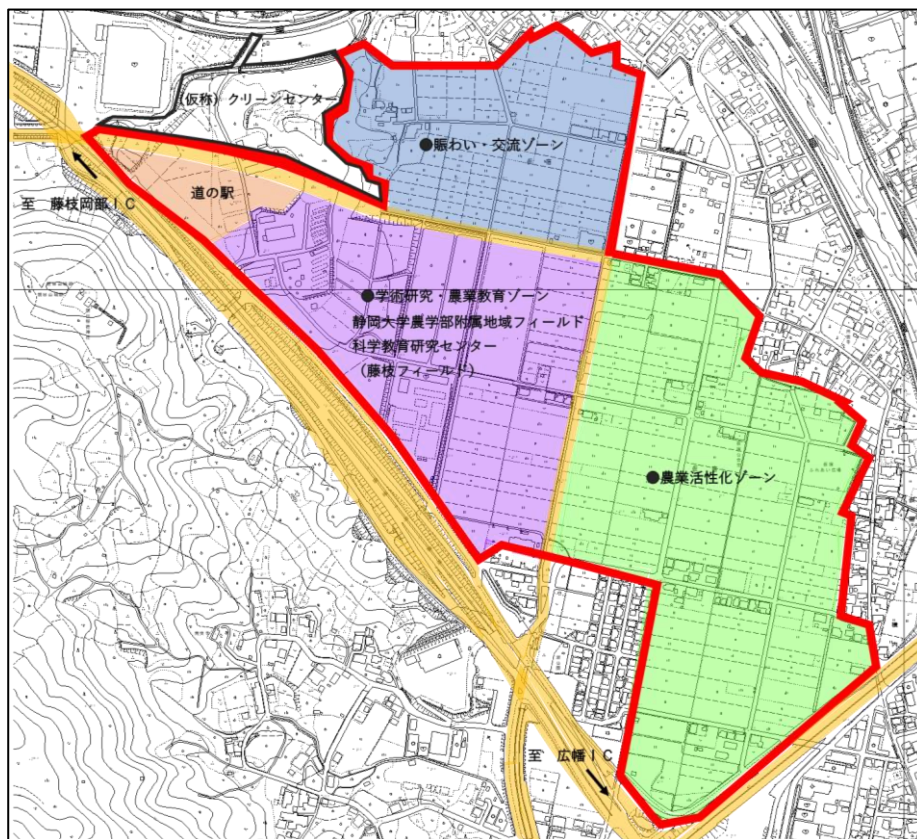 (仮称)クリーンセンター
●賑わい・交流ゾーン
道の駅
至 藤枝岡部IC
●学術研究・農業教育ゾーン
静岡大学農学部附属地域フィールド
科学教育研究センター
(藤枝フィールド)
●農業活性化ゾーン
至 広幡IC